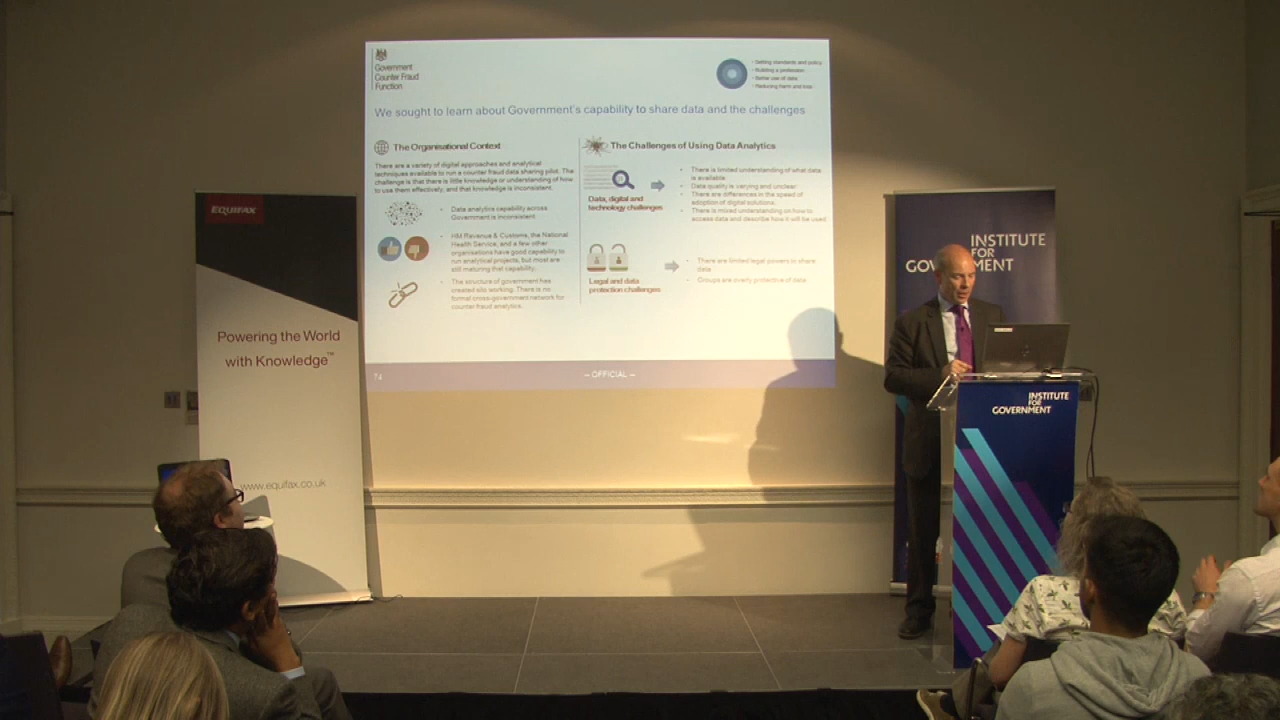 Government
Counter Fraud
Function
Setting standards and policy
Building a profession
Better use of data
Reducing harm and loss
We sought to learn about Government's capability to share data and the challenges
The Organisational Context
There are a variety of digital approaches and analytical
techniques available to run a counter fraud data sharing pilot. The
challenge is that there is little knowledge or understanding of how
to use them effectively, and that knowledge is inconsistent.
Data analytics capability across
Government is inconsistent.
HM Revenue & Customs, the National
Health Service, and a few other
organisations have good capability to
run analytical projects, but most are
still maturing that capability.
The structure of government has
created silo working. There is no
formal cross-government network for
counter fraud analytics.
The Challenges of Using Data Analytics
Data, digital and
technology challenges
There is limited understanding of what data
is available
Data quality is varying and unclear
There are differences in the speed of
adoption of digital solutions.
There is mixed understanding on how to
access data and describe how it will be used
Legal and data
protection challenges
There are limited legal powers to share
data
Groups are overly protective of data
74
– OFFICIAL –
EQUIFAX
Powering the World
with Knowledge™
www.equifax.co.uk
INSTITUTE
FOR
GOVERNMENT
INSTITUTE
FOR
GOVERNMENT